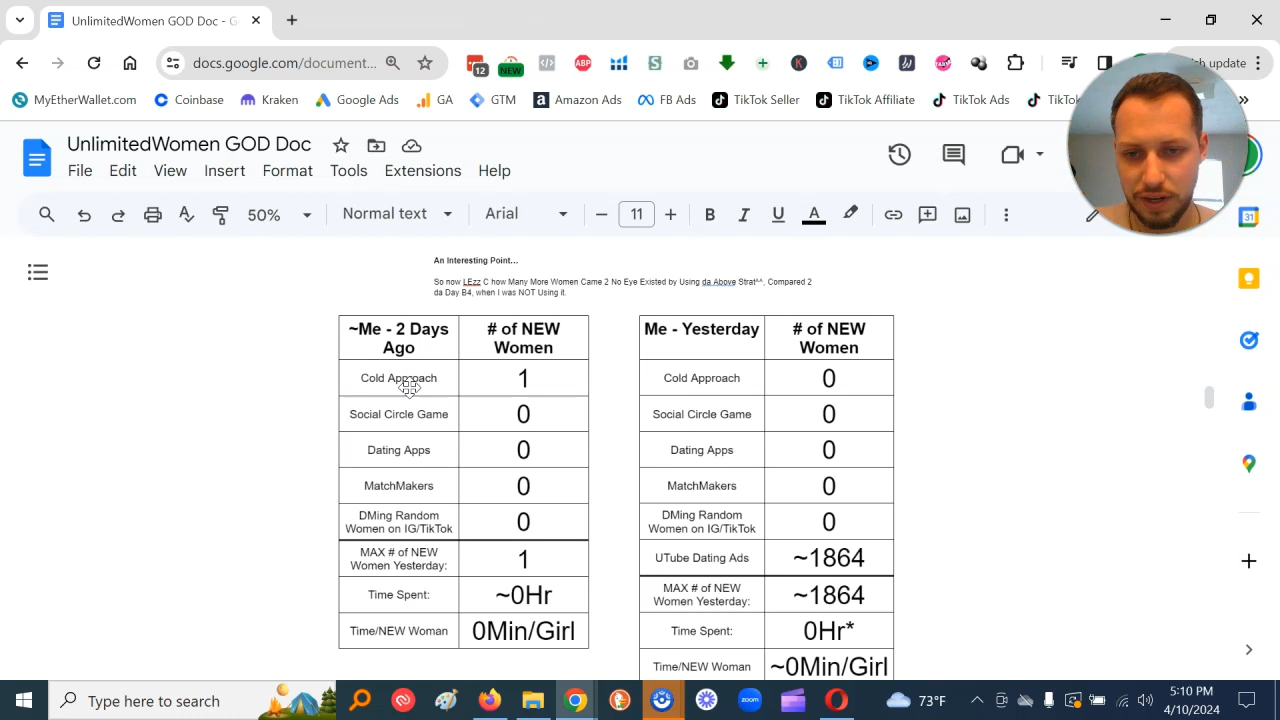 UnlimitedWomen GOD Doc - G
docs.google.com/document...
12
NEW
ABP
K
sh update
MyEtherWallet.com
Coinbase
Kraken
Google Ads
GA
GTM
Amazon Ads
FB Ads
TikTok Seller
TikTok Affiliate
TikTok Ads
UnlimitedWomen GOD Doc
File Edit View Insert Format Tools Extensions Help
50% Normal text Arial 11 B I U A
31
An Interesting Point...
So now LEzz C how Many More Women Came 2 No Eye Existed by Using da Above Strat^^, Compared 2
da Day B4, when I was NOT Using it.
~Me - 2 Days
Ago
# of NEW
Women
Cold Approach 1
Social Circle Game 0
Dating Apps 0
MatchMakers 0
DMing Random
Women on IG/TikTok
0
MAX # of NEW
Women Yesterday:
1
Time Spent: ~0Hr
Time/NEW Woman 0Min/Girl
Me - Yesterday
# of NEW
Women
Cold Approach 0
Social Circle Game 0
Dating Apps 0
MatchMakers 0
DMing Random
Women on IG/TikTok
0
UTube Dating Ads ~1864
MAX # of NEW
Women Yesterday:
~1864
Time Spent: 0Hr*
Time/NEW Woman ~0Min/Girl
Type here to search
zoom
73°F
5:10 PM
4/10/2024